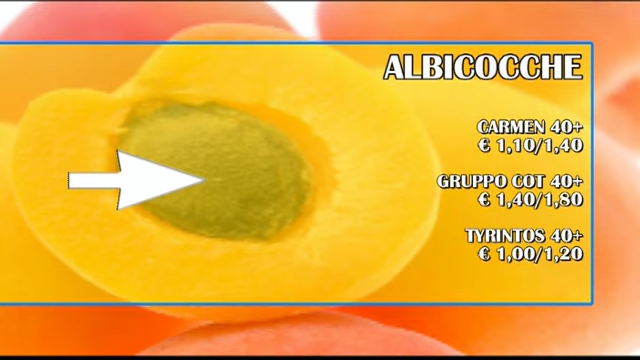 ALBICOCCHE
CARMEN 40+
€ 1,10/1,40
GRUPPO COT 40+
€ 1,40/1,80
TYRINTOS 40+
€ 1,00/1,20